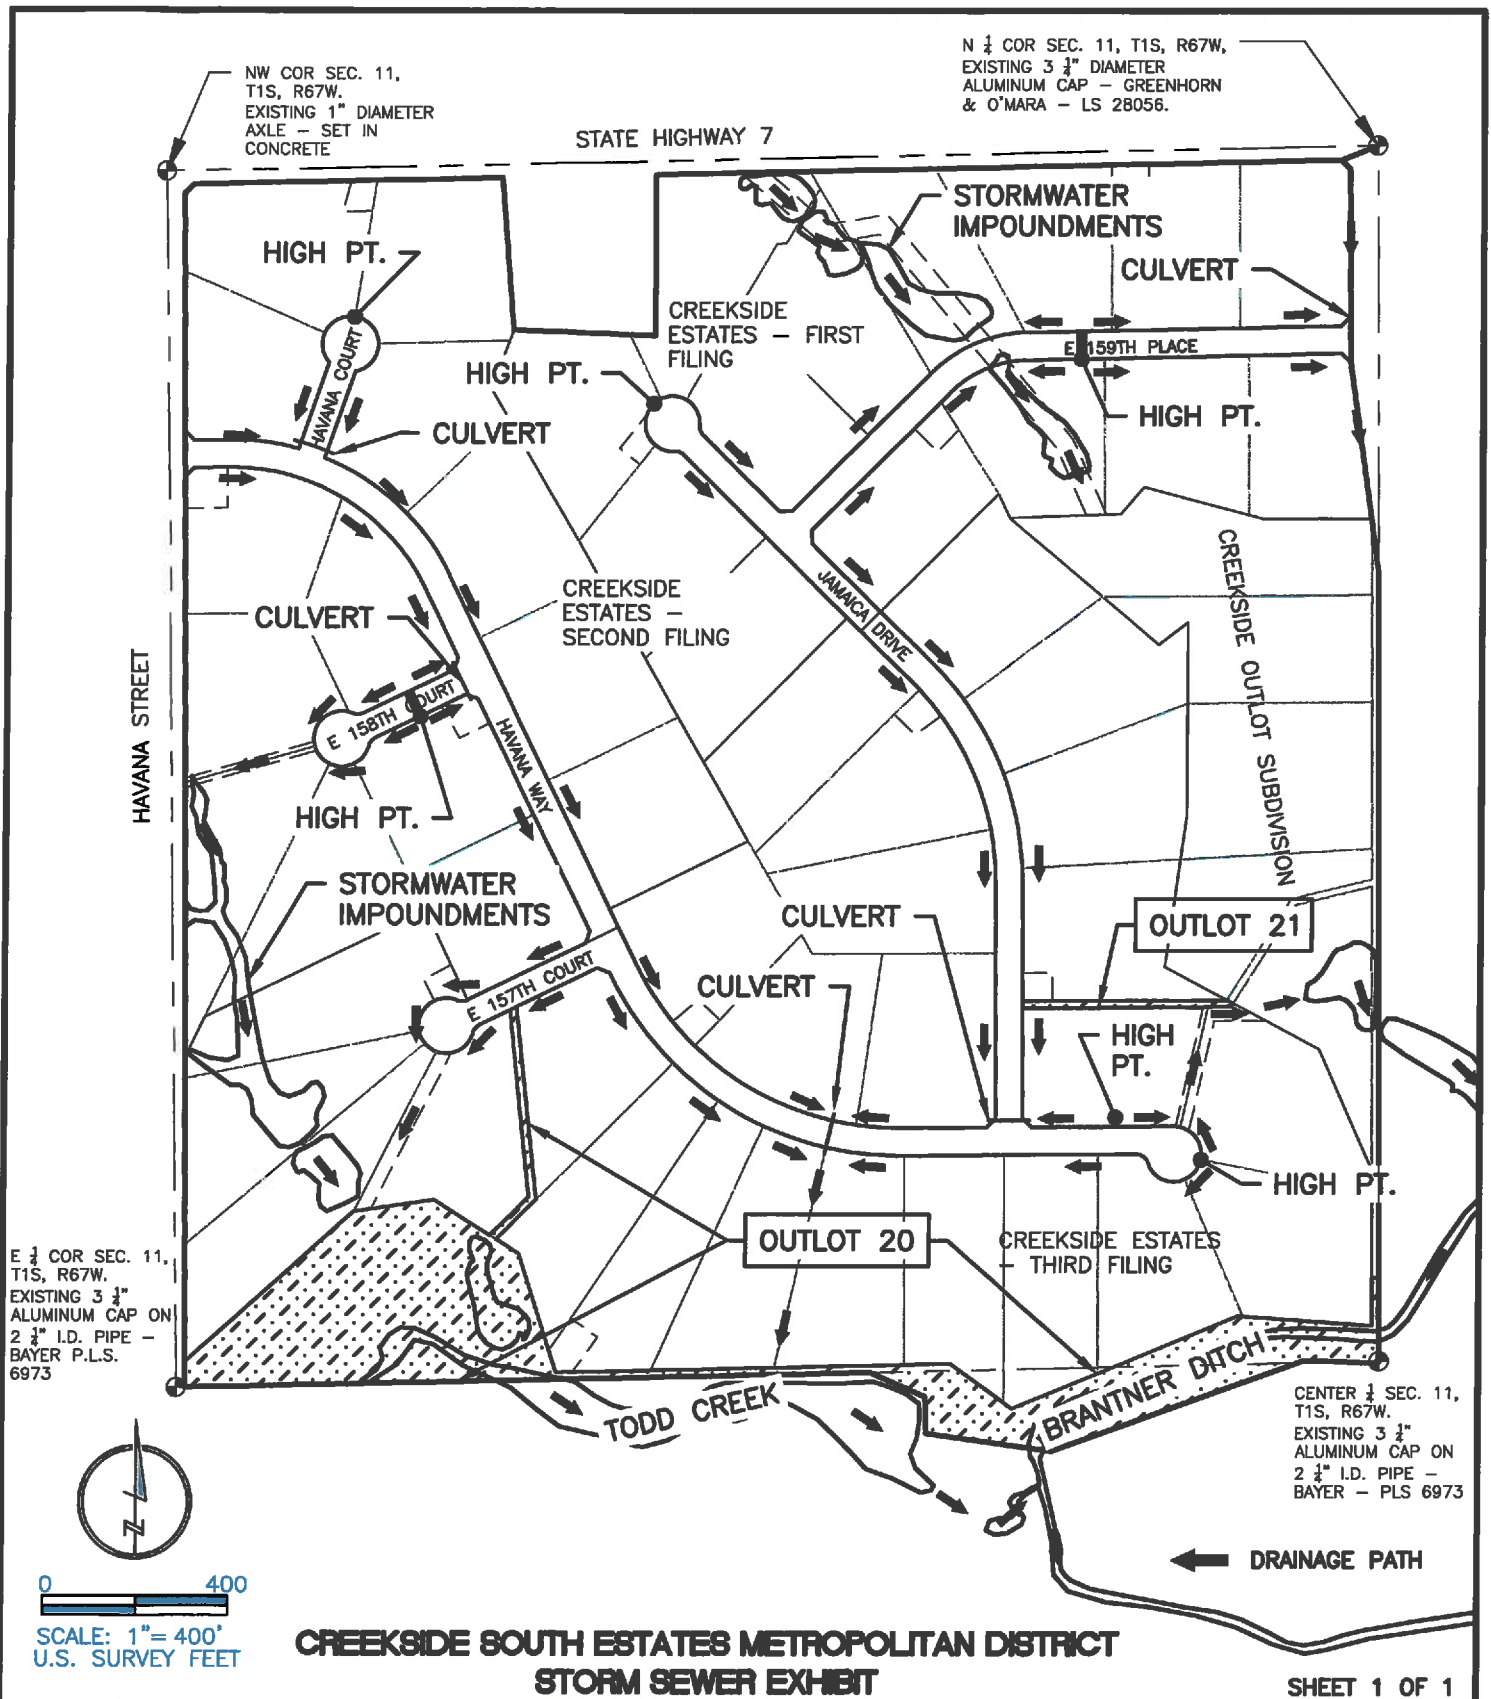 NW COR SEC. 11,
T1S, R67W.
EXISTING 1" DIAMETER
AXLE – SET IN
CONCRETE
N 1/4 COR SEC. 11, T1S, R67W,
EXISTING 3 1/4" DIAMETER
ALUMINUM CAP – GREENHORN
& O'MARA – LS 28056.
STATE HIGHWAY 7
STORMWATER
IMPOUNDMENTS
HIGH PT.
CULVERT
CREEKSIDE
ESTATES – FIRST
FILING
HAVANA COURT
E 159TH PLACE
HIGH PT.
HIGH PT.
CULVERT
CREEKSIDE OUTLOT SUBDIVISION
CREEKSIDE
ESTATES –
SECOND FILING
JAMAICA DRIVE
CULVERT
HAVANA STREET
E 158TH COURT
HAVANA WAY
HIGH PT.
STORMWATER
IMPOUNDMENTS
CULVERT
OUTLOT 21
E 157TH COURT
CULVERT
HIGH
PT.
HIGH PT.
OUTLOT 20
CREEKSIDE ESTATES
– THIRD FILING
E 1/4 COR SEC. 11,
T1S, R67W.
EXISTING 3 1/4"
ALUMINUM CAP ON
2 1/4" I.D. PIPE –
BAYER P.L.S.
6973
BRANTNER DITCH
TODD CREEK
CENTER 1/4 SEC. 11,
T1S, R67W.
EXISTING 3 1/4"
ALUMINUM CAP ON
2 1/4" I.D. PIPE –
BAYER – PLS 6973
N
DRAINAGE PATH
0 400
SCALE: 1"= 400'
U.S. SURVEY FEET
CREEKSIDE SOUTH ESTATES METROPOLITAN DISTRICT
STORM SEWER EXHIBIT
SHEET 1 OF 1